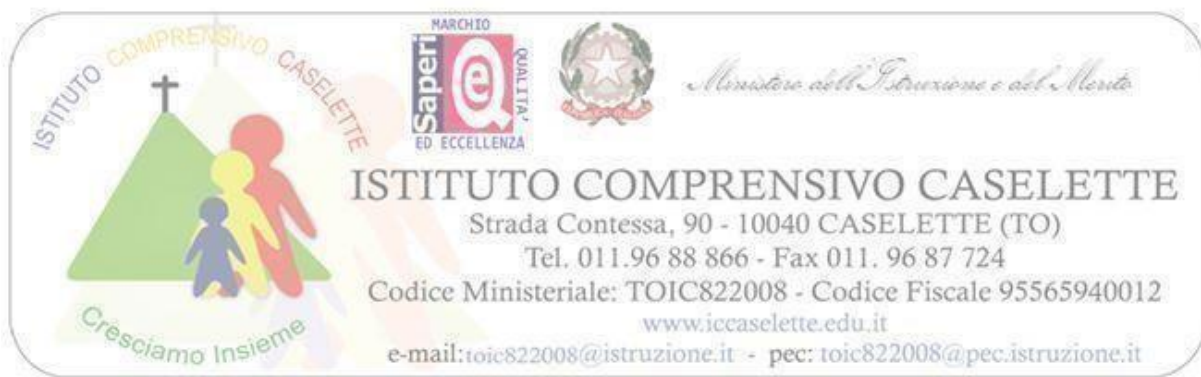 ISTITUTO COMPRENSIVO CASELETTE
Cresciamo Insieme
MARCHIO
Saperi
QUALITA'
e
ED ECCELLENZA
Ministero dell'Istruzione e del Merito
ISTITUTO COMPRENSIVO CASELETTE
Strada Contessa, 90 - 10040 CASELETTE (TO)
Tel. 011.96 88 866 - Fax 011. 96 87 724
Codice Ministeriale: TOIC822008 - Codice Fiscale 95565940012
www.iccaselette.edu.it
e-mail:toic822008@istruzione.it - pec: toic822008@pec.istruzione.it